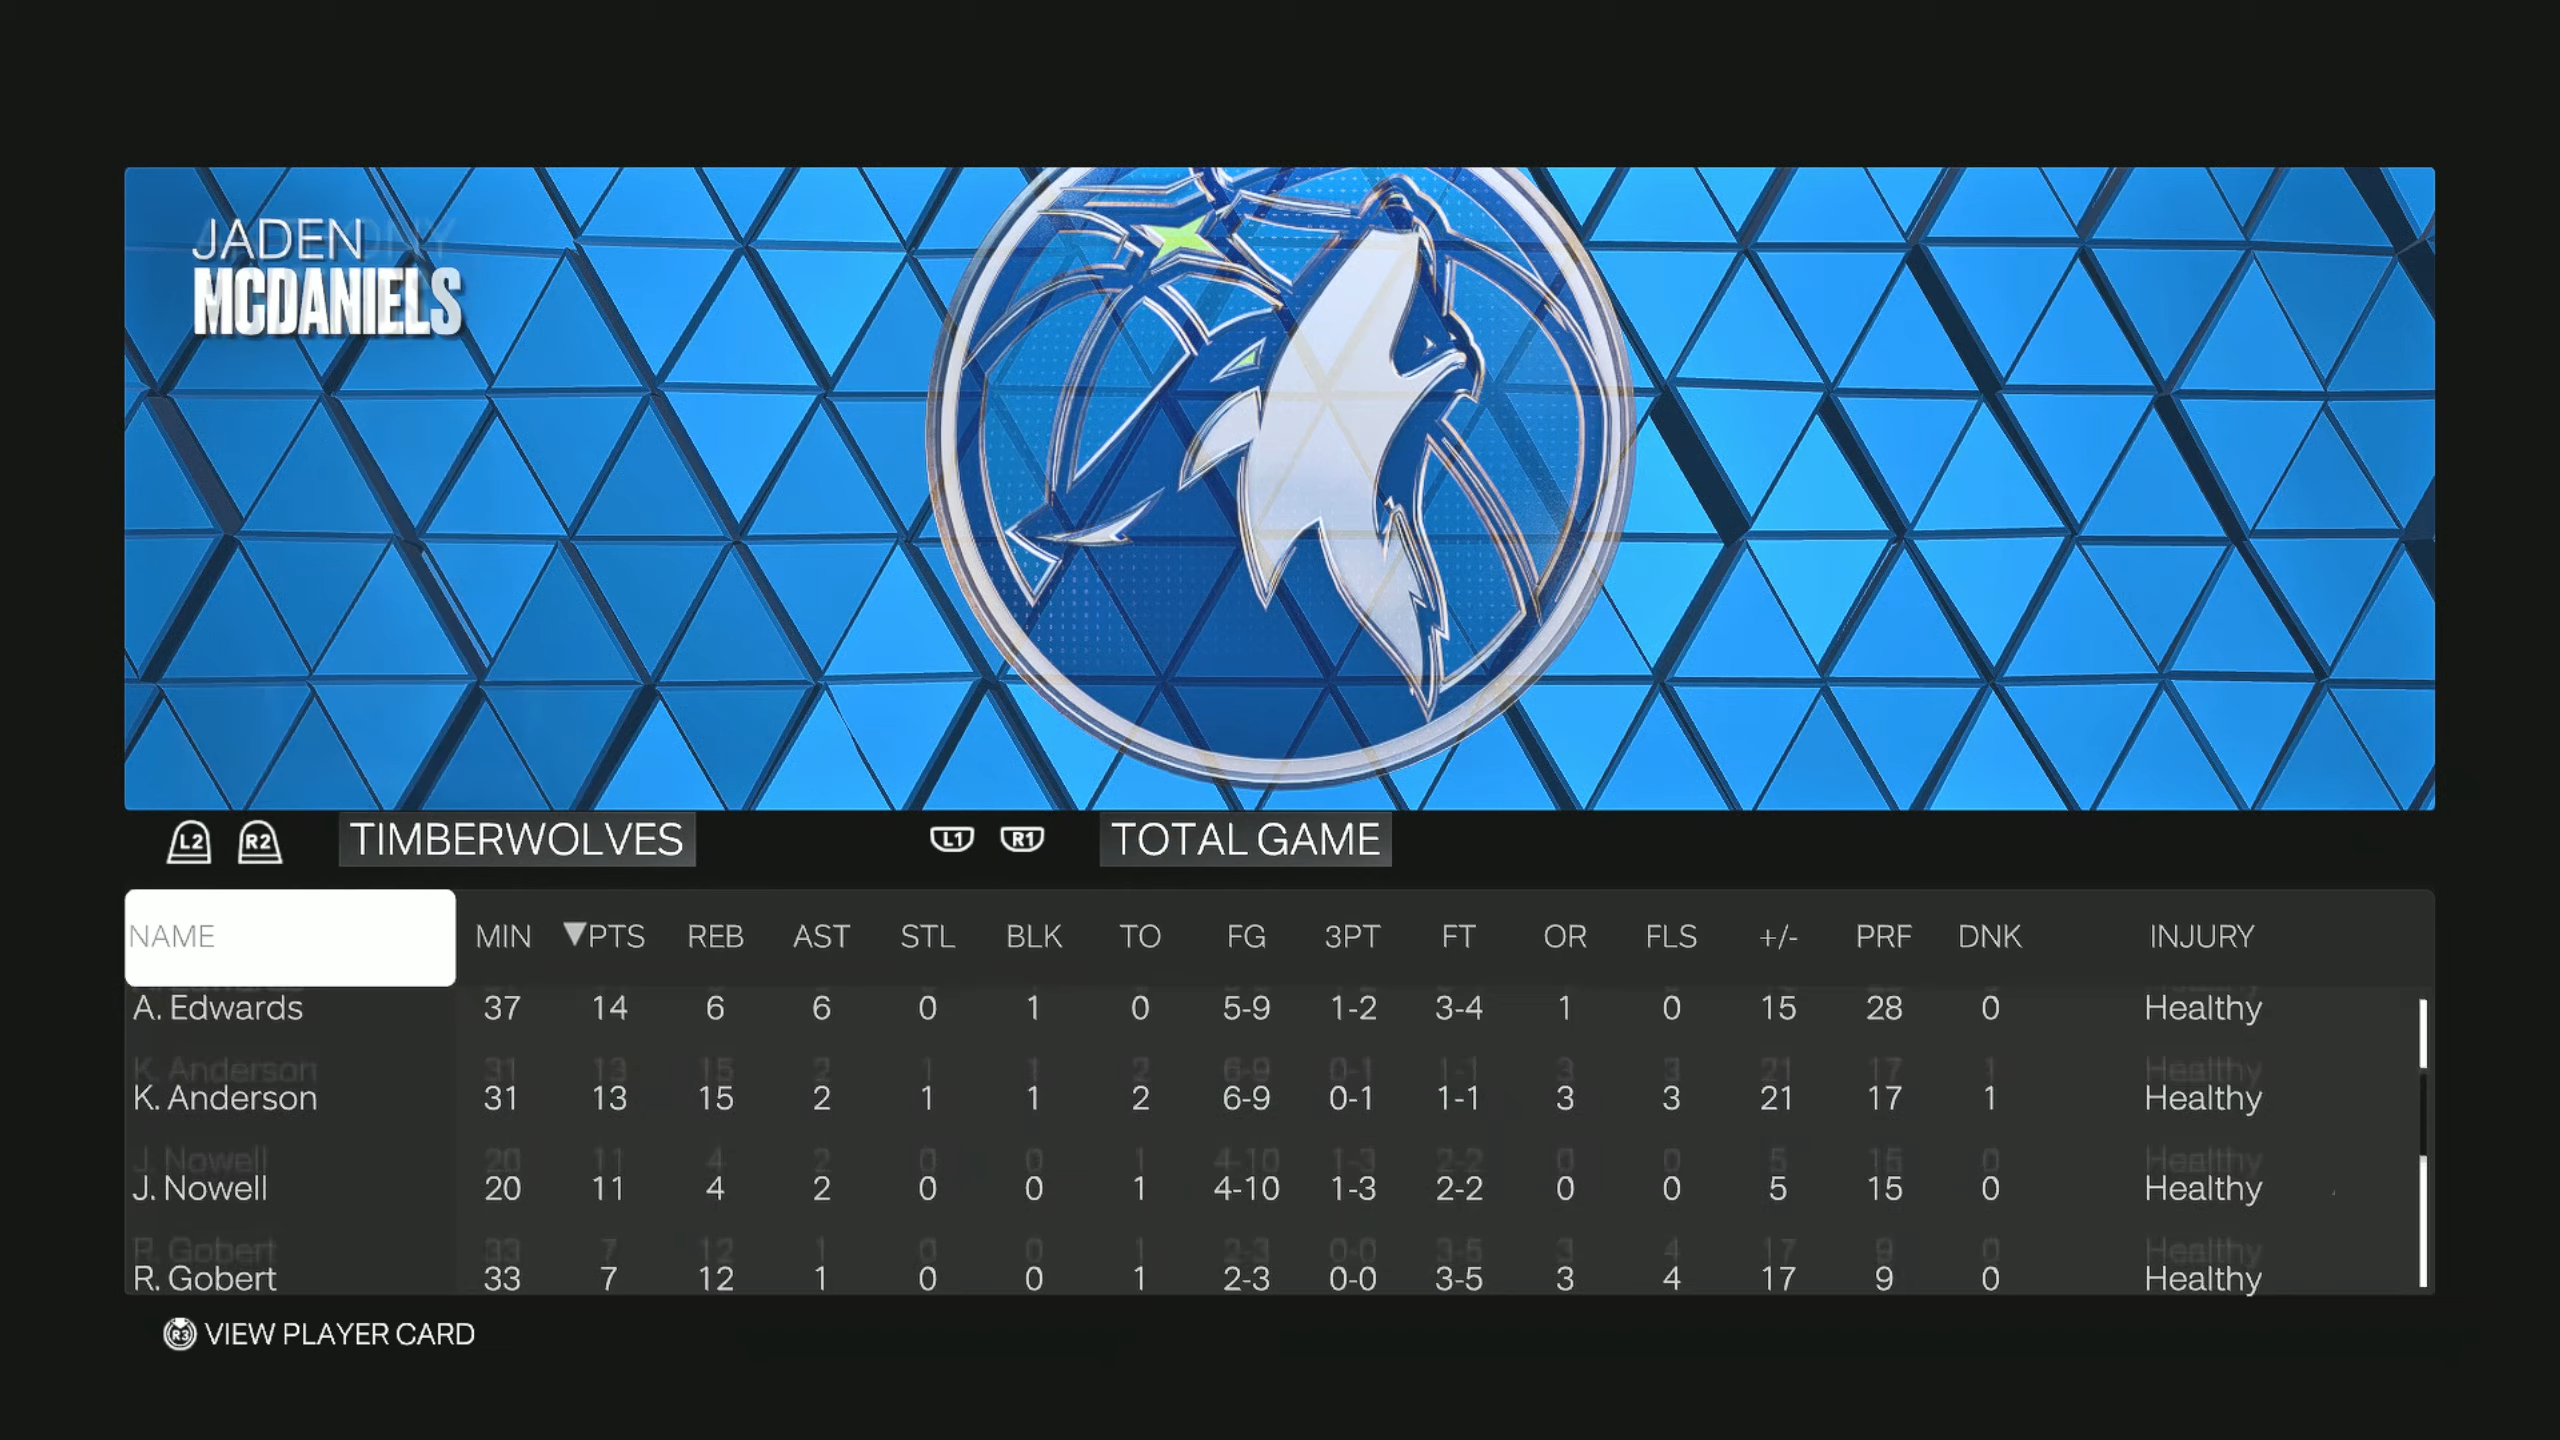 JADEN
MCDANIELS
L2 R2 TIMBERWOLVES L1 R1 TOTAL GAME
NAME MIN ▼PTS REB AST STL BLK TO FG 3PT FT OR FLS +/- PRF DNK INJURY
A. Edwards 37 14 6 6 0 1 0 5-9 1-2 3-4 1 0 15 28 0 Healthy
K. Anderson 31 13 15 2 1 1 2 6-9 0-1 1-1 3 3 21 17 1 Healthy
J. Nowell 20 11 4 2 0 0 1 4-10 1-3 2-2 0 0 5 15 0 Healthy
R. Gobert 33 7 12 1 0 0 1 2-3 0-0 3-5 3 4 17 9 0 Healthy
R3 VIEW PLAYER CARD